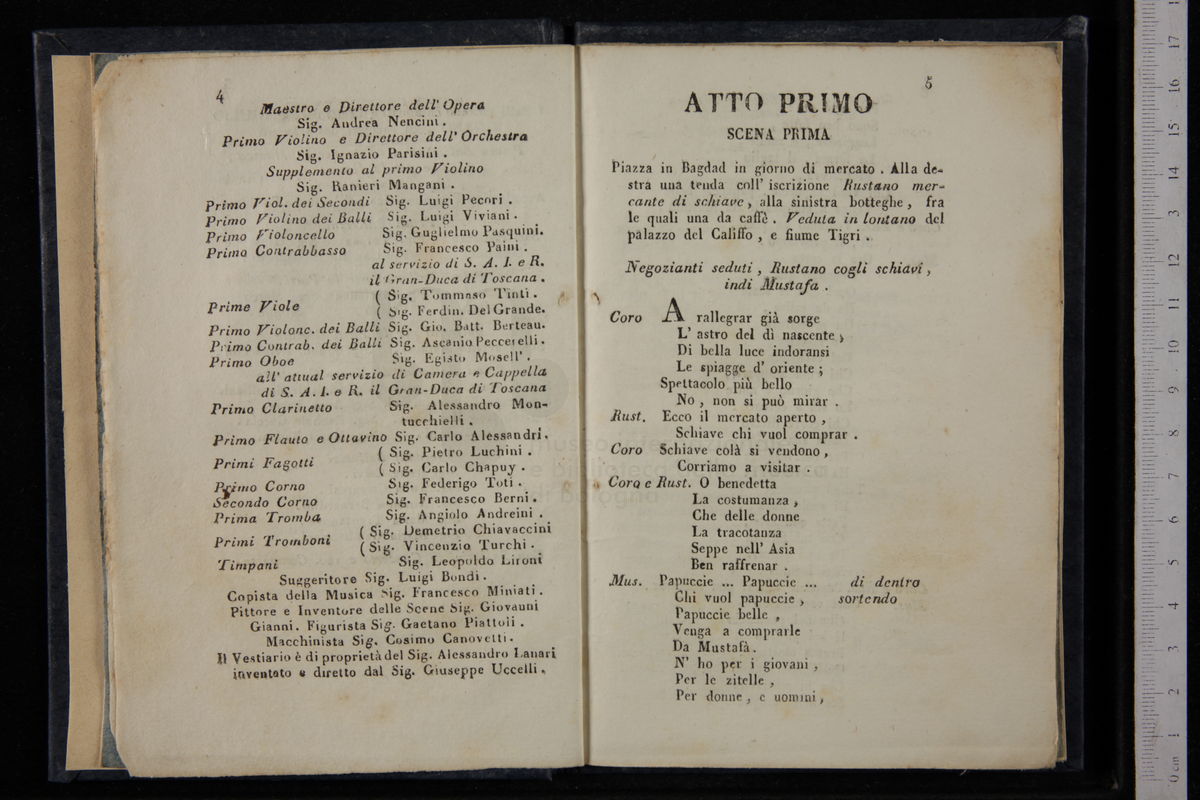 4
Maestro e Direttore dell' Opera
Sig. Andrea Nencini.
Primo Violino e Direttore dell' Orchestra
Sig. Ignazio Parisini.
Supplemento al primo Violino
Sig. Ranieri Mangani.
Primo Viol. dei Secondi Sig. Luigi Pecori.
Primo Violino dei Balli Sig. Luigi Viviani.
Primo Violoncello Sig. Guglielmo Pasquini.
Primo Contrabbasso Sig. Francesco Paini.
al servizio di S. A. I. e R.
il Gran-Duca di Toscana.
Prime Viole ( Sig. Tommaso Tinti.
( Sig. Ferdin. Del Grande.
Primo Violonc. dei Balli Sig. Gio. Batt. Berteau.
Primo Contrab. dei Balli Sig. Ascanio Peccerelli.
Primo Oboe Sig. Egisto Mosell'.
all' attual servizio di Camera e Cappella
di S. A. I. e R. il Gran-Duca di Toscana
Primo Clarinetto Sig. Alessandro Mon-
tucchielli.
Primo Flauto e Ottavino Sig. Carlo Alessandri.
Primi Fagotti ( Sig. Pietro Luchini.
( Sig. Carlo Chapuy.
Primo Corno Sig. Federigo Toti.
Secondo Corno Sig. Francesco Berni.
Prima Tromba Sig. Angiolo Andreini.
Primi Tromboni ( Sig. Demetrio Chiavaccini
( Sig. Vincenzio Turchi.
Timpani Sig. Leopoldo Lironi
Suggeritore Sig. Luigi Bondi.
Copista della Musica Sig. Francesco Miniati.
Pittore e Inventore delle Scene Sig. Giovanni
Gianni. Figurista Sig. Gaetano Piattoli.
Macchinista Sig. Cosimo Canovetti.
Il Vestiario è di proprietà del Sig. Alessandro Lanari
inventato e diretto dal Sig. Giuseppe Uccelli.
5
ATTO PRIMO
SCENA PRIMA
Piazza in Bagdad in giorno di mercato. Alla de-
stra una tenda coll' iscrizione Rustano mer-
cante di schiave, alla sinistra botteghe, fra
le quali una da caffè. Veduta in lontano del
palazzo del Califfo, e fiume Tigri.
Negozianti seduti, Rustano cogli schiavi,
indi Mustafa.
Coro A rallegrar già sorge
L' astro del dì nascente;
Di bella luce indoransi
Le spiagge d' oriente;
Spettacolo più bello
No, non si può mirar.
Rust. Ecco il mercato aperto,
Schiave chi vuol comprar.
Coro Schiave colà si vendono,
Corriamo a visitar.
Coro e Rust. O benedetta
La costumanza,
Che delle donne
La tracotanza
Seppe nell' Asia
Ben raffrenar.
Mus. Papuccie ... Papuccie ... di dentro
Chi vuol papuccie, sortendo
Papuccie belle,
Venga a comprarle
Da Mustafà.
N' ho per i giovani,
Per le zitelle,
Per donne, e uomini,